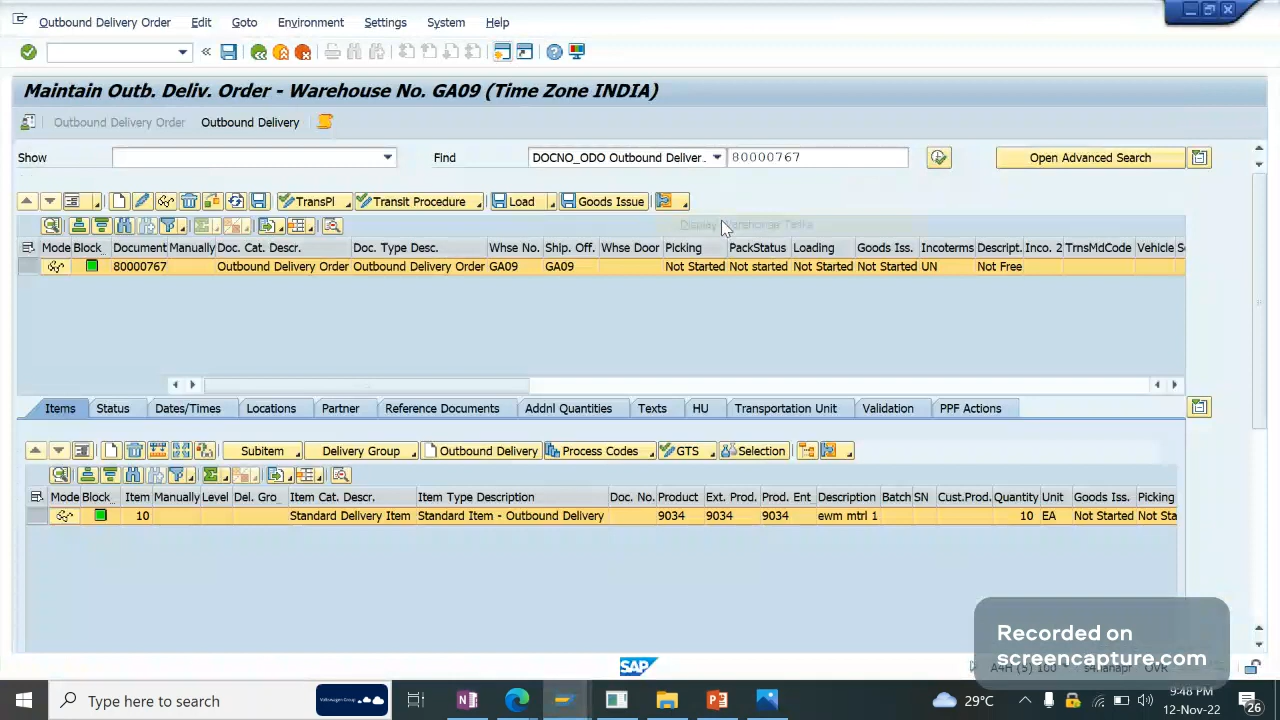 Outbound Delivery Order Edit Goto Environment Settings System Help
Maintain Outb. Deliv. Order - Warehouse No. GA09 (Time Zone INDIA)
Outbound Delivery Order Outbound Delivery
Show Find DOCNO_ODO Outbound Deliver. 80000767 Open Advanced Search
TransPl Transit Procedure Load Goods Issue
Display Warehouse Tasks
Mode Block Document Manually Doc. Cat. Descr. Doc. Type Desc. Whse No. Ship. Off. Whse Door Picking PackStatus Loading Goods Iss. Incoterms Descript. Inco. 2 TrnsMdCode Vehicle
80000767 Outbound Delivery Order Outbound Delivery Order GA09 GA09 Not Started Not started Not Started Not Started UN Not Free
Items Status Dates/Times Locations Partner Reference Documents Addnl Quantities Texts HU Transportation Unit Validation PPF Actions
Subitem Delivery Group Outbound Delivery Process Codes GTS Selection
Mode Block Item Manually Level Del. Gro Item Cat. Descr. Item Type Description Doc. No. Product Ext. Prod. Prod. Ent Description Batch SN Cust.Prod. Quantity Unit Goods Iss. Picking
10 Standard Delivery Item Standard Item - Outbound Delivery 9034 9034 9034 ewm mtrl 1 10 EA Not Started Not Sta
Recorded on
screencapture.com
SAP
OVR
Type here to search
29°C
9:48 PM
12-Nov-22
26